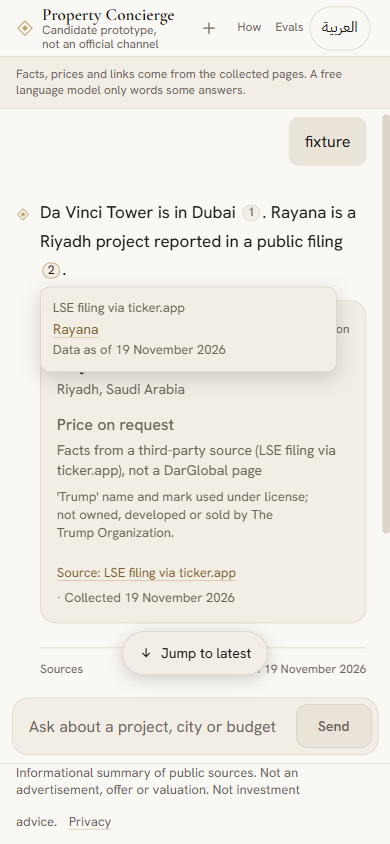 Property Concierge
Candidate prototype,
not an official channel
+
How
Evals
العربية
Facts, prices and links come from the collected pages. A free
language model only words some answers.
fixture
Da Vinci Tower is in Dubai 1 . Rayana is a
Riyadh project reported in a public filing
2 .
LSE filing via ticker.app
Rayana
Data as of 19 November 2026
on
Riyadh, Saudi Arabia
Price on request
Facts from a third-party source (LSE filing via
ticker.app), not a DarGlobal page
'Trump' name and mark used under license;
not owned, developed or sold by The
Trump Organization.
Source: LSE filing via ticker.app
· Collected 19 November 2026
↓ Jump to latest
Sources
19 November 2026
Ask about a project, city or budget
Send
Informational summary of public sources. Not an
advertisement, offer or valuation. Not investment
advice. Privacy